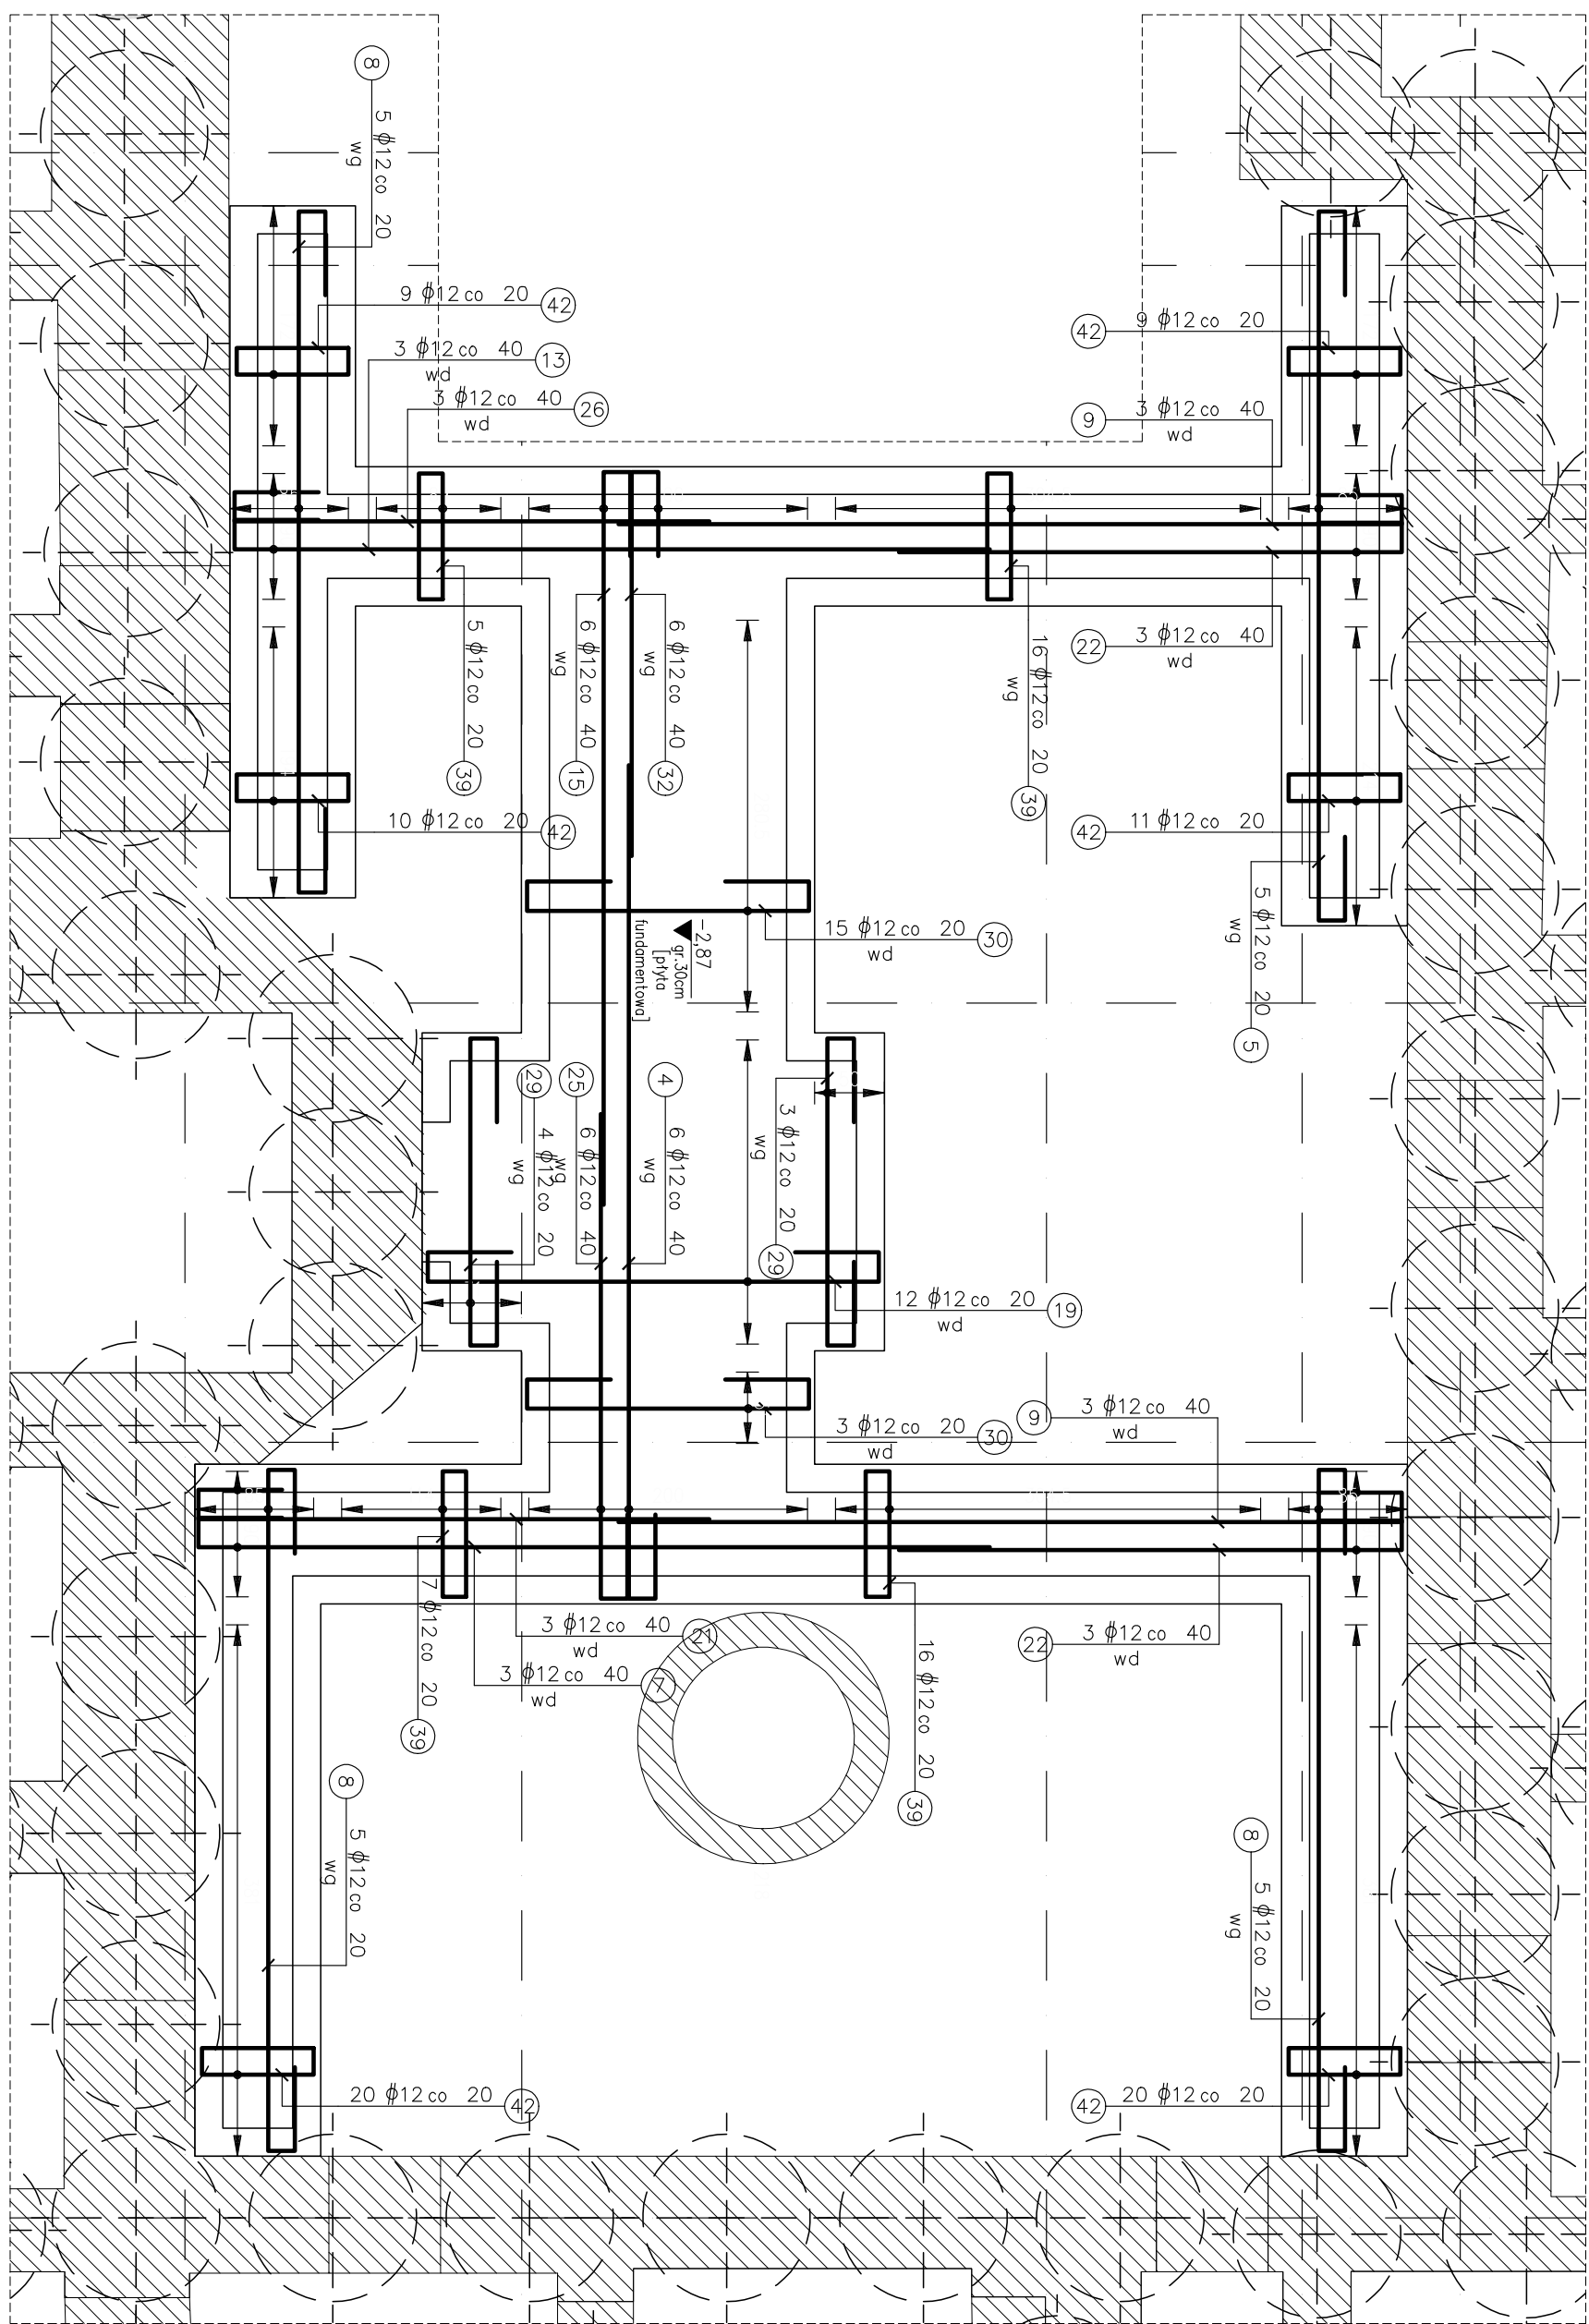 8
5 ϕ12 co 20
wg
9 ϕ12 co 20
42
3 ϕ12 co 40
13
wd
3 ϕ12 co 40
26
wd
42
9 ϕ12 co 20
9
3 ϕ12 co 40
wd
22
3 ϕ12 co 40
wd
5 ϕ12 co 20
39
6 ϕ12 co 40
wg
15
6 ϕ12 co 40
wg
32
16 ϕ12 co 20
wg
39
10 ϕ12 co 20
42
42
11 ϕ12 co 20
5 ϕ12 co 20
wg
5
15 ϕ12 co 20
30
wd
-2,87
gr.30cm
[płyta
fundamentowa]
29
4 ϕ12 co 20
wg
25
6 ϕ12 co 40
wg
4
6 ϕ12 co 40
wg
3 ϕ12 co 20
wg
29
12 ϕ12 co 20
19
wd
3 ϕ12 co 20
30
wd
9
3 ϕ12 co 40
wd
7 ϕ12 co 20
39
3 ϕ12 co 40
21
wd
3 ϕ12 co 40
7
wd
22
3 ϕ12 co 40
wd
16 ϕ12 co 20
39
8
5 ϕ12 co 20
wg
8
5 ϕ12 co 20
wg
20 ϕ12 co 20
42
42
20 ϕ12 co 20